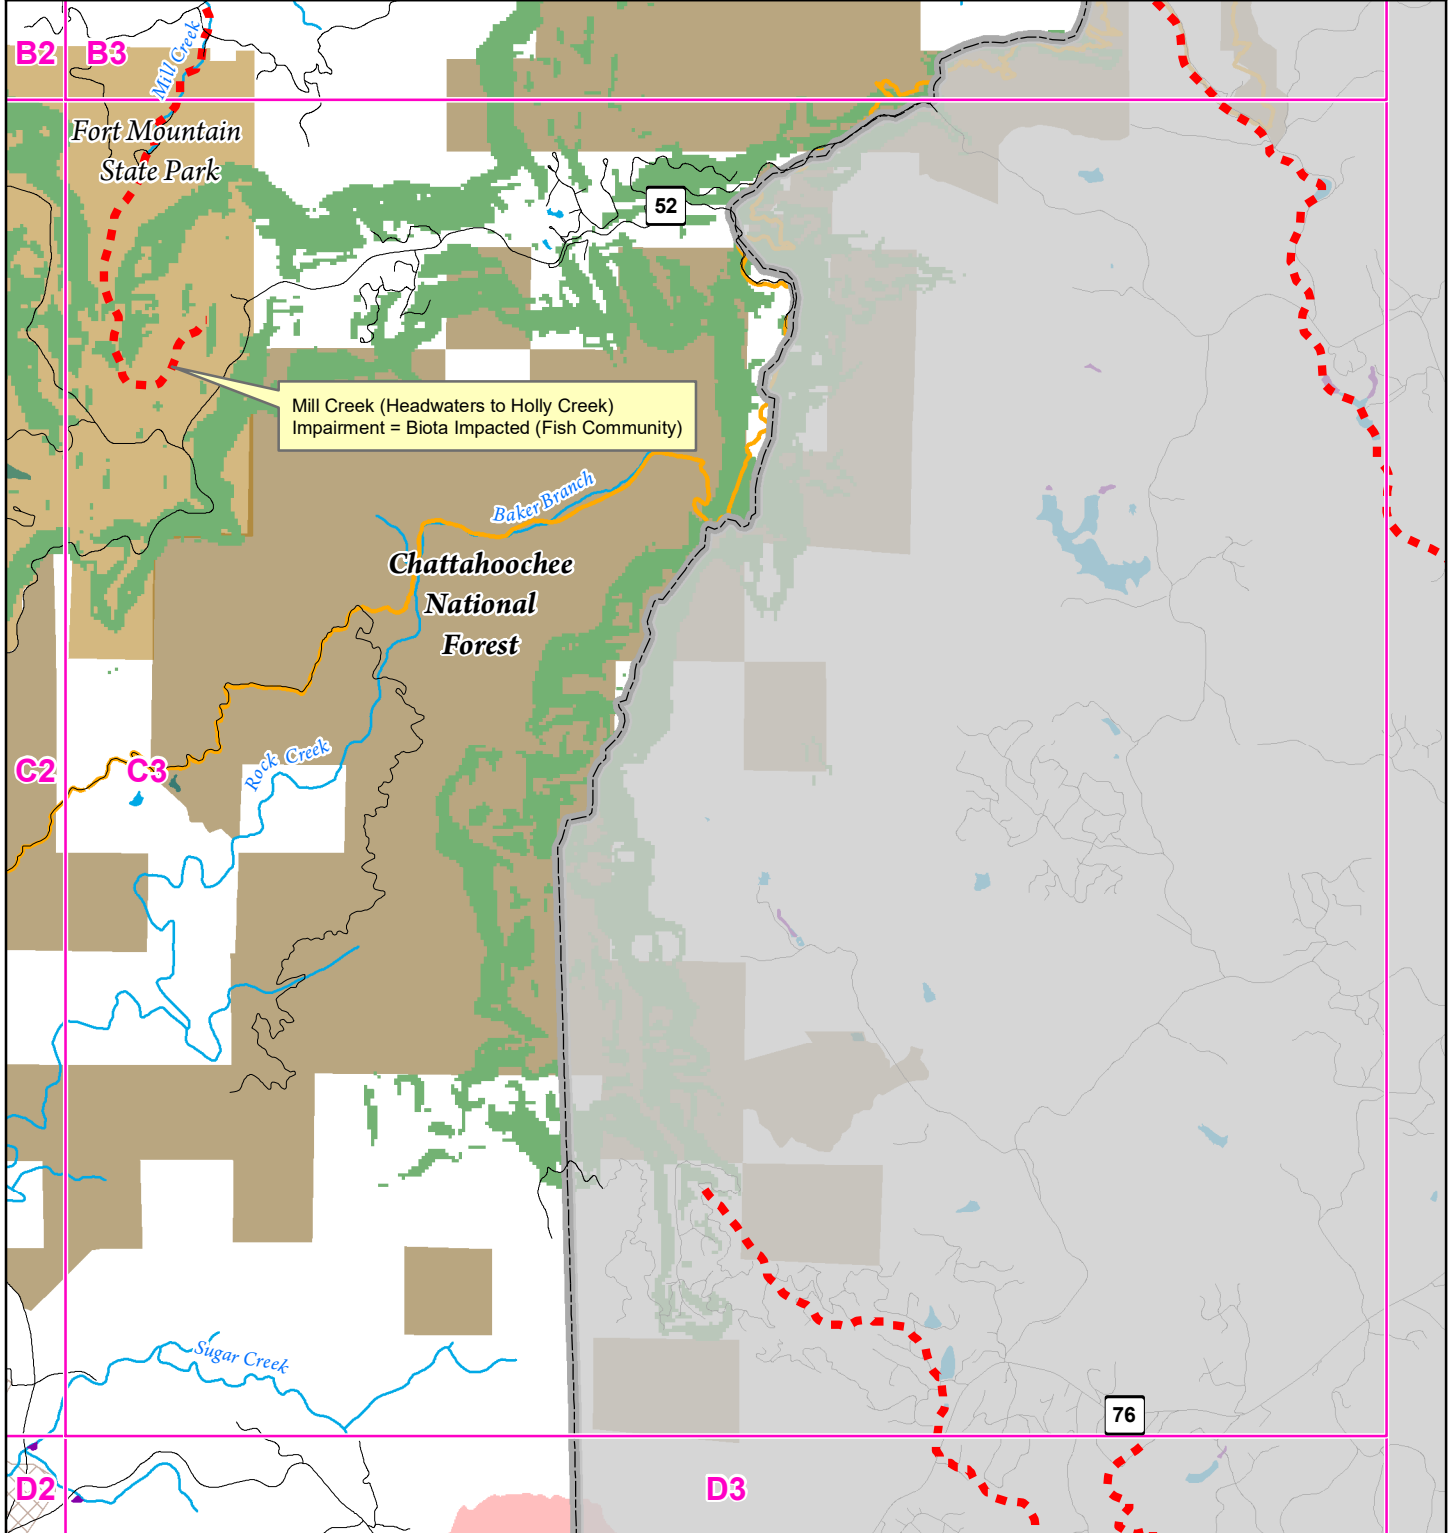 B2
B3
Mill Creek
Fort Mountain
State Park
52
Mill Creek (Headwaters to Holly Creek)
Impairment = Biota Impacted (Fish Community)
Baker Branch
Chattahoochee
National
Forest
Rock Creek
C2
C3
Sugar Creek
76
D2
D3